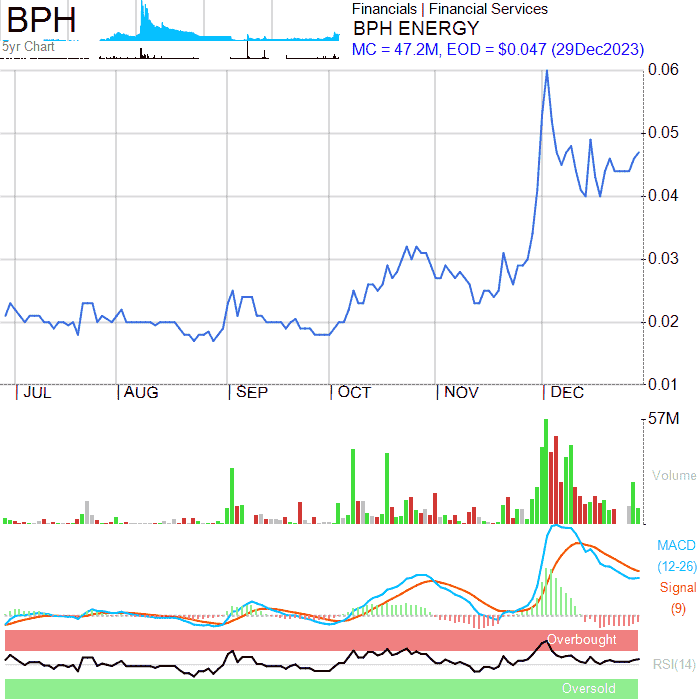 BPH
5yr Chart
Financials | Financial Services
BPH ENERGY
MC = 47.2M, EOD = $0.047 (29Dec2023)
0.06
0.05
0.04
0.03
0.02
0.01
| JUL | AUG | SEP | OCT | NOV | DEC
57M
Volume
MACD
(12-26)
Signal
(9)
Overbought
RSI(14)
Oversold